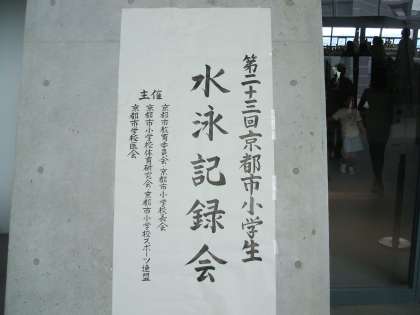 第二十三回京都市小学生
水泳記録会
主催
京都市教育委員会 京都市小学校長会
京都市小学校体育研究会 京都市小学校スポーツ連盟
京都市学校医会